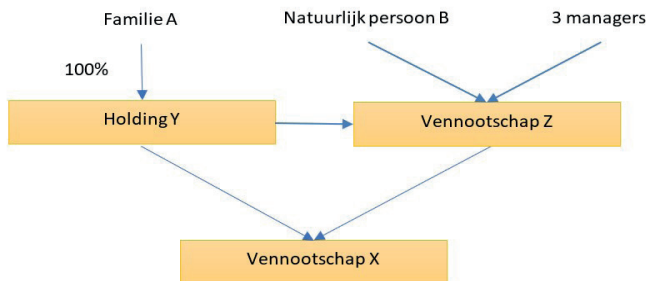 Familie A
Natuurlijk persoon B
3 managers
100%
Holding Y
Vennootschap Z
Vennootschap X